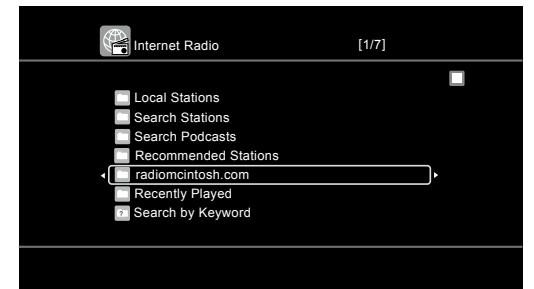 Internet Radio [1/7]
Local Stations
Search Stations
Search Podcasts
Recommended Stations
radiomcintosh.com
Recently Played
? Search by Keyword